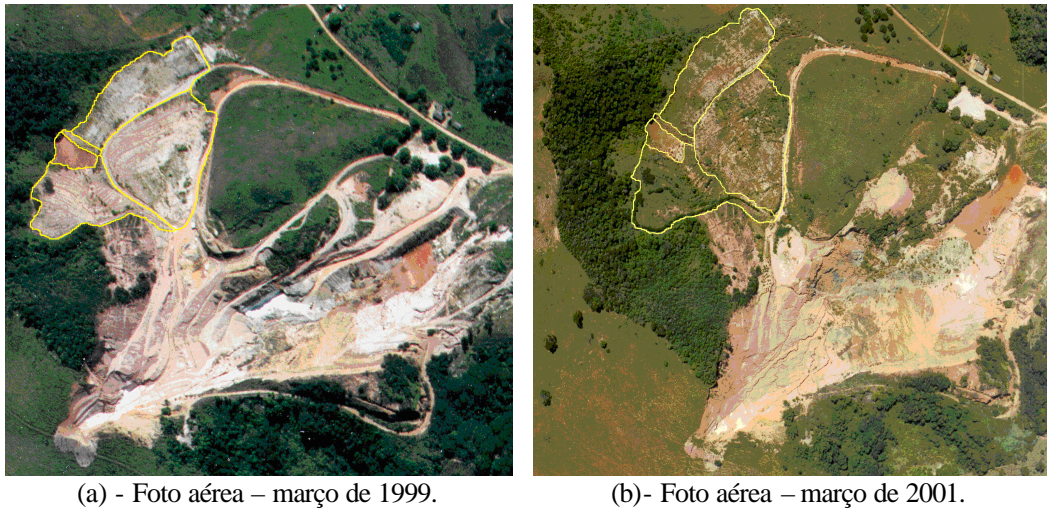 (a) - Foto aérea – março de 1999.
(b)- Foto aérea – março de 2001.